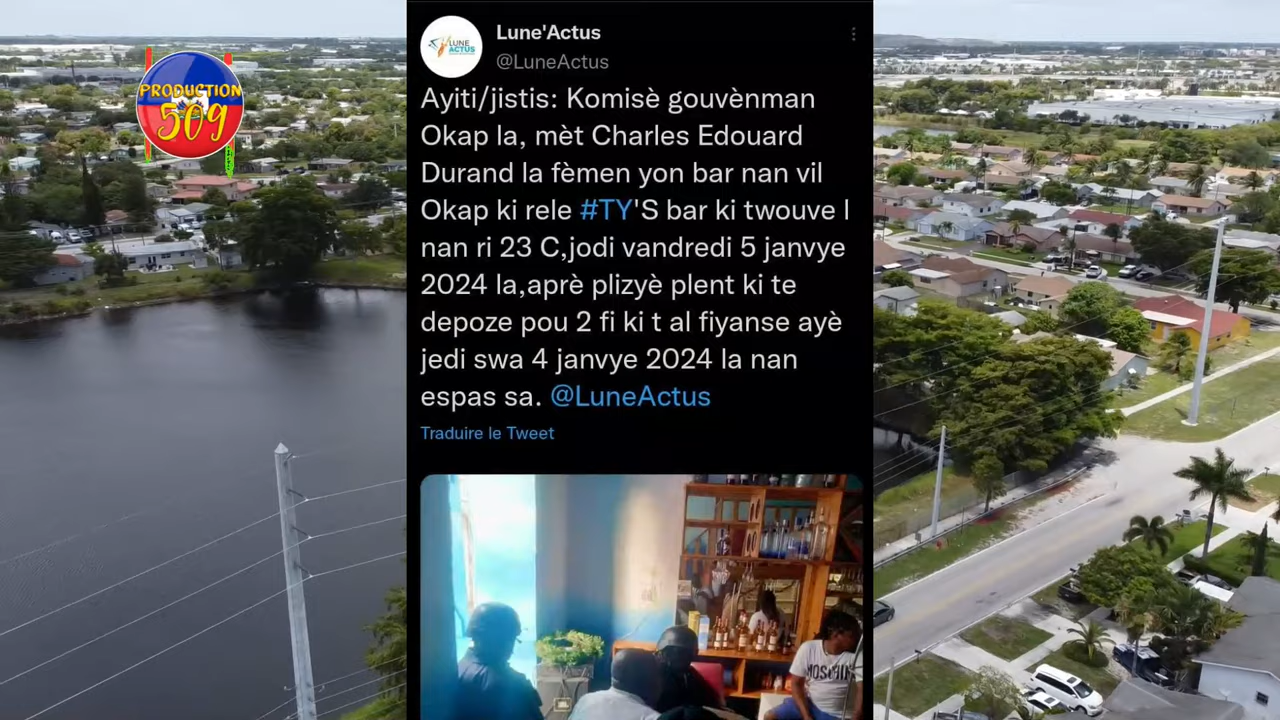 PRODUCTION
509
LUNE
ACTUS
Lune'Actus
@LuneActus
Ayiti/jistis: Komisè gouvènman
Okap la, mèt Charles Edouard
Durand la fèmen yon bar nan vil
Okap ki rele #TY'S bar ki twouve l
nan ri 23 C,jodi vandredi 5 janvye
2024 la,aprè plizyè plent ki te
depoze pou 2 fi ki t al fiyanse ayè
jedi swa 4 janvye 2024 la nan
espas sa. @LuneActus
Traduire le Tweet
MOSCHIN